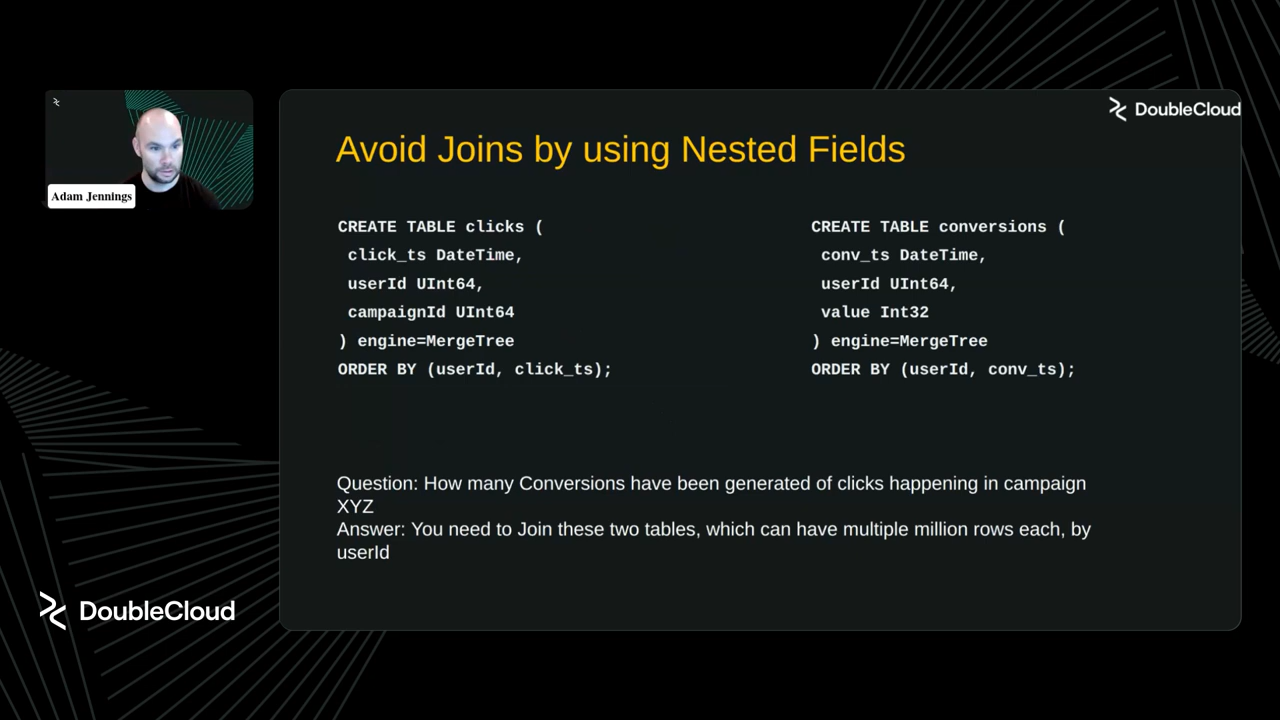 DoubleCloud
Adam Jennings
Avoid Joins by using Nested Fields
CREATE TABLE clicks (
click_ts DateTime,
userId UInt64,
campaignId UInt64
) engine=MergeTree
ORDER BY (userId, click_ts);
CREATE TABLE conversions (
conv_ts DateTime,
userId UInt64,
value Int32
) engine=MergeTree
ORDER BY (userId, conv_ts);
Question: How many Conversions have been generated of clicks happening in campaign
XYZ
Answer: You need to Join these two tables, which can have multiple million rows each, by
userId
DoubleCloud